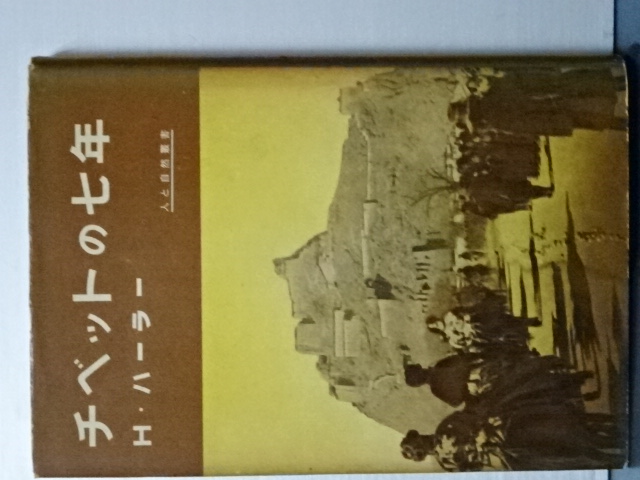 チベットの七年
H・ハーラー
人と自然叢書